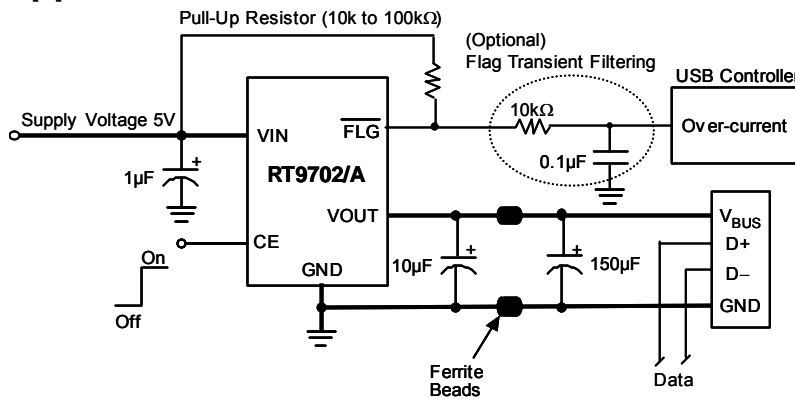 Pull-Up Resistor (10k to 100kΩ)
(Optional)
Flag Transient Filtering
USB Controller
Supply Voltage 5V
VIN
FLG
10kΩ
Over-current
1µF
+
RT9702/A
0.1µF
VOUT
VBUS
CE
D+
On
GND
10µF
+
150µF
+
D−
Off
GND
Ferrite
Beads
Data